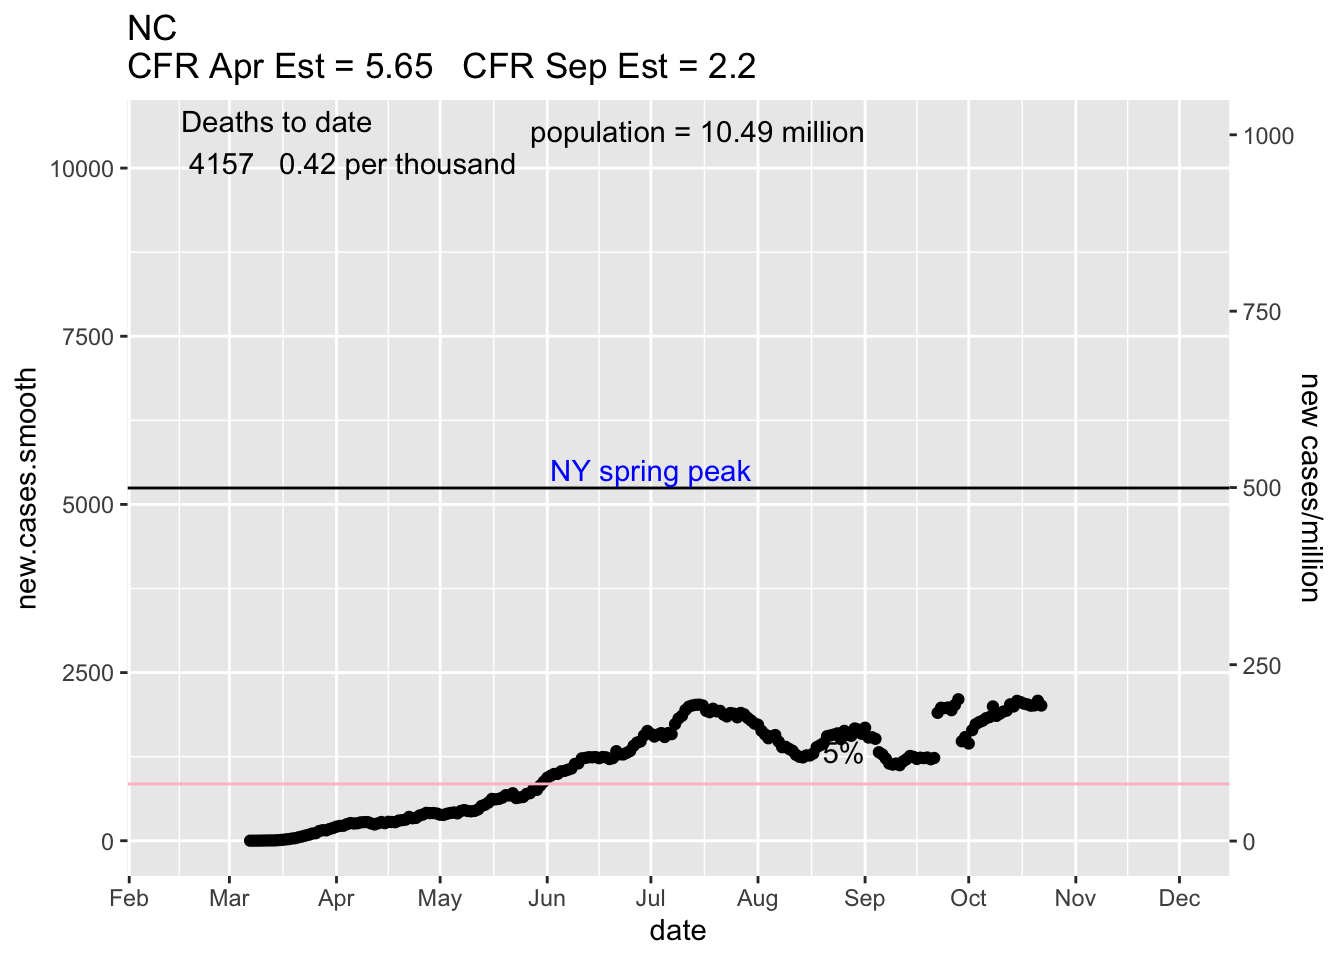 NC
CFR Apr Est = 5.65   CFR Sep Est = 2.2
Deaths to date
4157   0.42 per thousand
population = 10.49 million
10000
7500
5000
2500
0
new.cases.smooth
NY spring peak
5%
1000
750
500
250
0
new cases/million
Feb Mar Apr May Jun Jul Aug Sep Oct Nov Dec
date